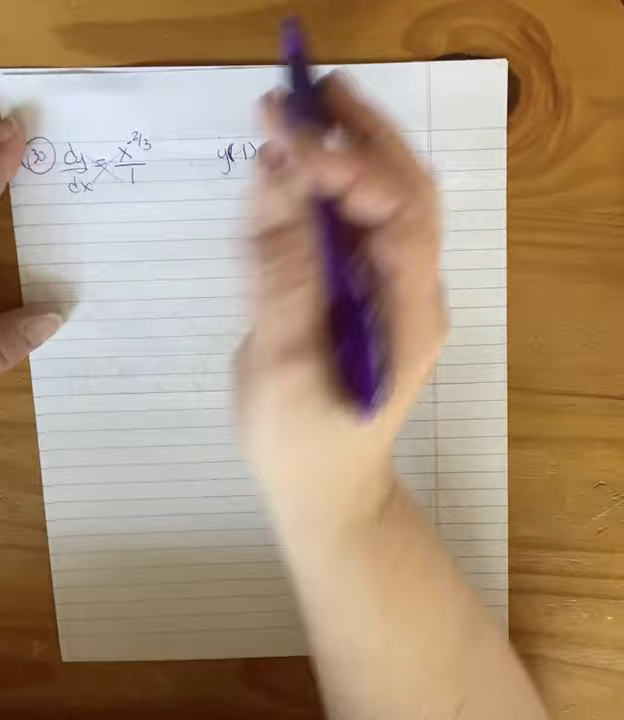 30 dy/dx = x^-2/3 / 1 y(-1)